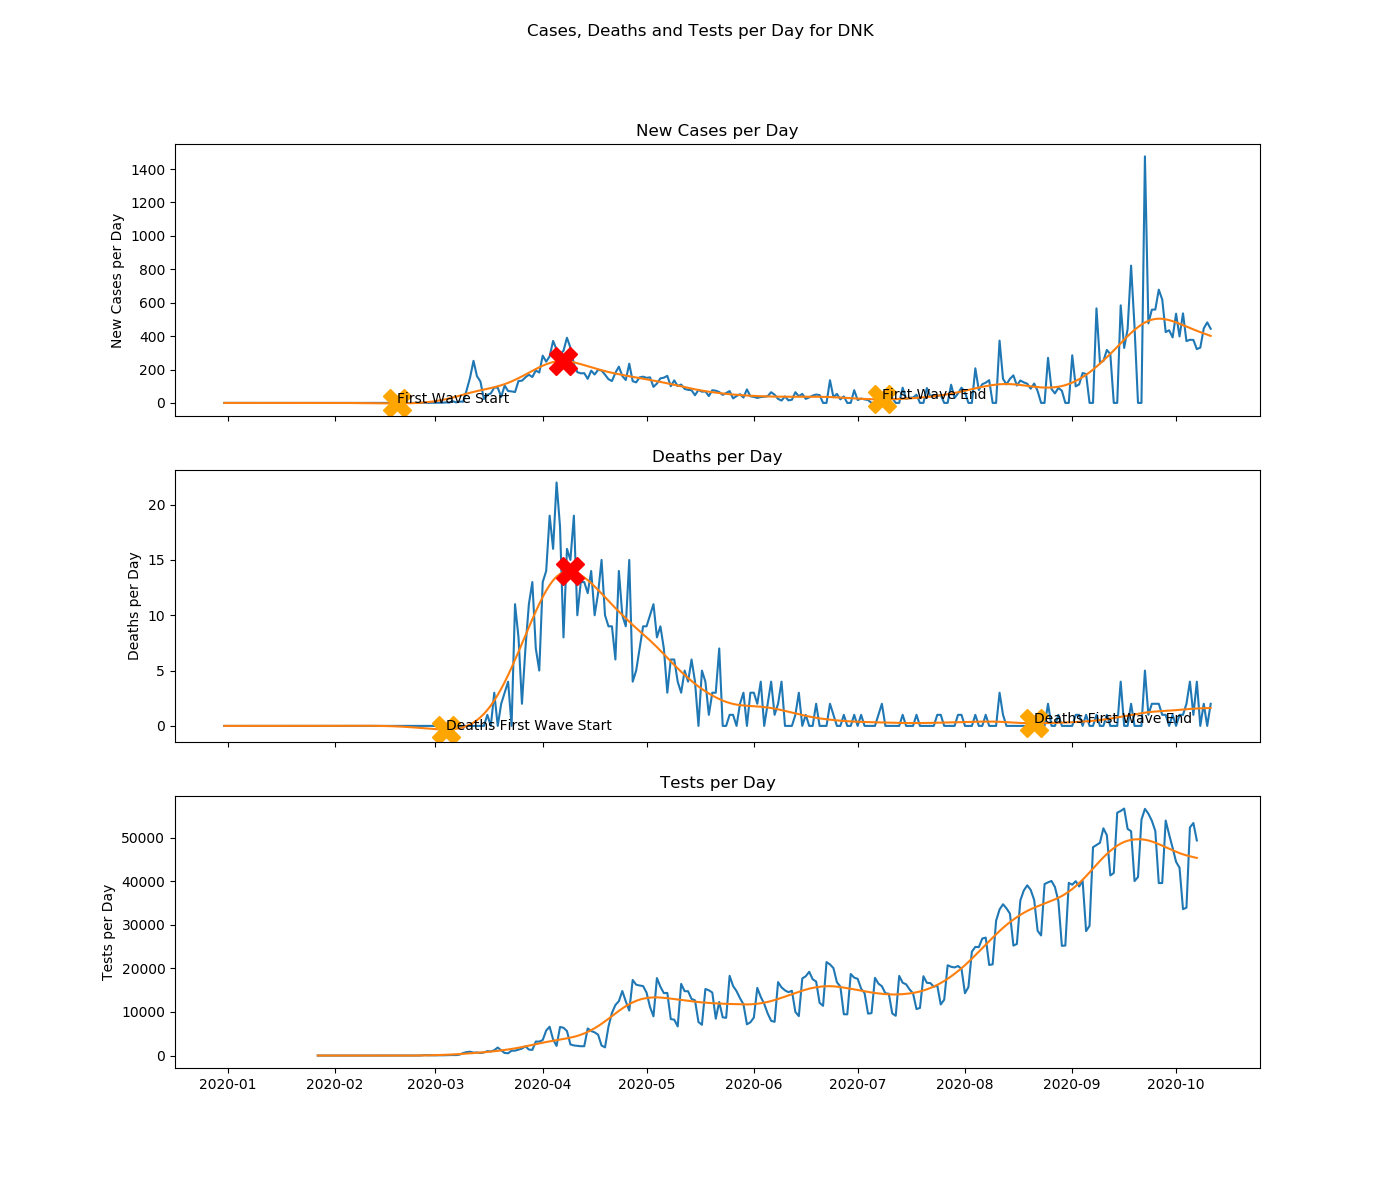 Cases, Deaths and Tests per Day for DNK
New Cases per Day
New Cases per Day
1400
1200
1000
800
600
400
200
0
First Wave Start
First Wave End
Deaths per Day
Deaths per Day
20
15
10
5
0
Deaths First Wave Start
Deaths First Wave End
Tests per Day
Tests per Day
50000
40000
30000
20000
10000
0
2020-01 2020-02 2020-03 2020-04 2020-05 2020-06 2020-07 2020-08 2020-09 2020-10